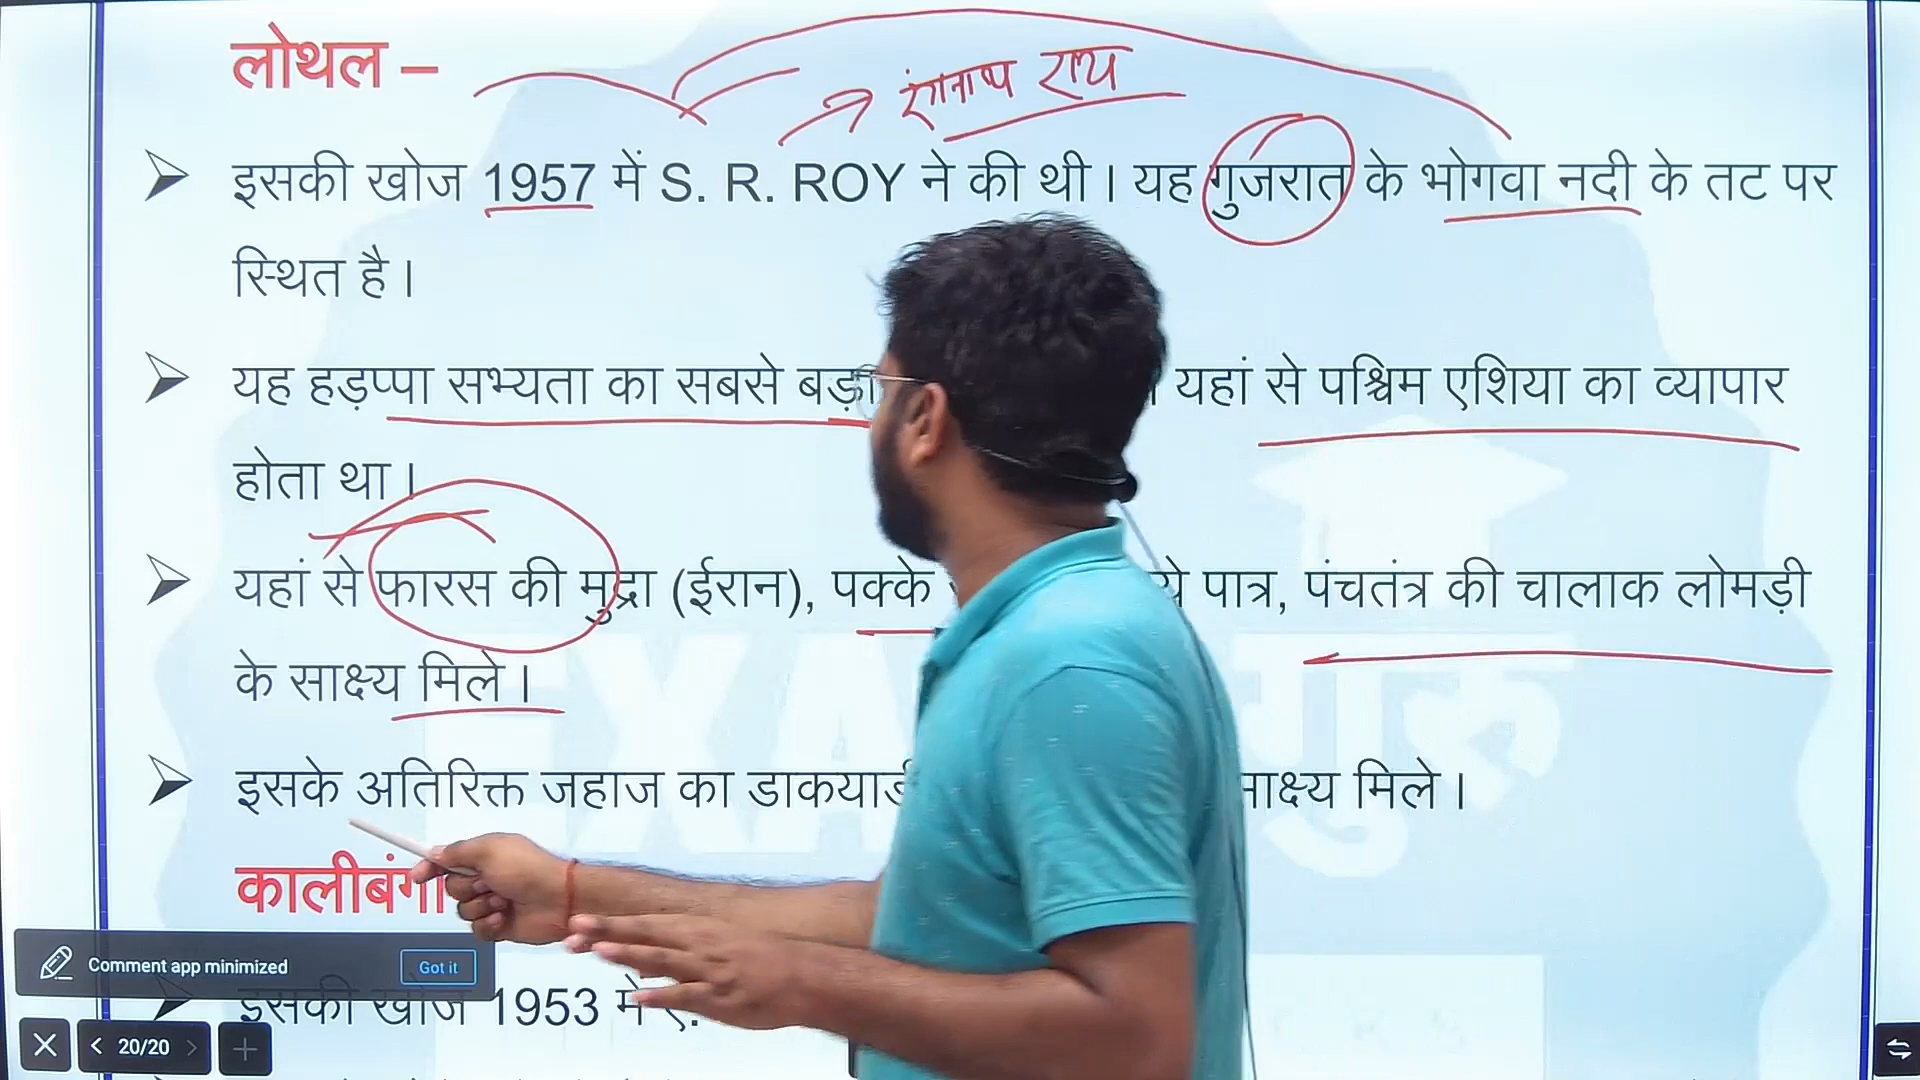 लोथल –
रंगनाथ राय
इसकी खोज 1957 में S. R. ROY ने की थी । यह गुजरात के भोगवा नदी के तट पर
स्थित है ।
यह हड़प्पा सभ्यता का सबसे बड़ा यहां से पश्चिम एशिया का व्यापार
होता था ।
यहां से फारस की मुद्रा (ईरान), पक्के पात्र, पंचतंत्र की चालाक लोमड़ी
के साक्ष्य मिले ।
इसके अतिरिक्त जहाज का डाकयार्ड साक्ष्य मिले ।
कालीबंगा
Comment app minimized Got it
इसकी खोज 1953 में ए.
20/20